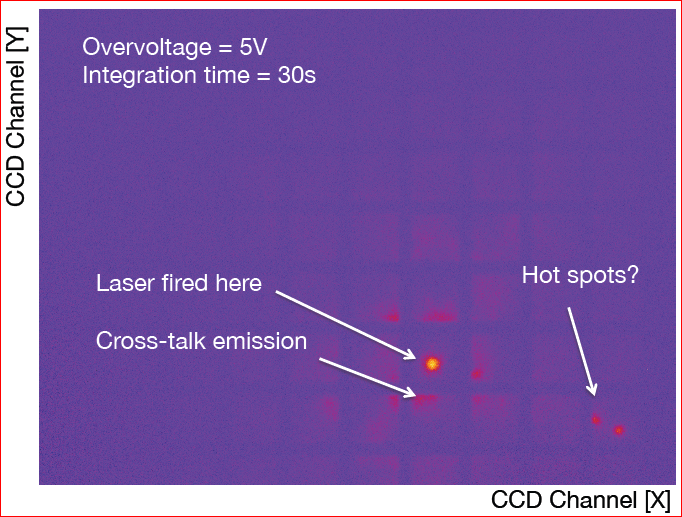 CCD Channel [Y]
Overvoltage = 5V
Integration time = 30s
Laser fired here
Hot spots?
Cross-talk emission
CCD Channel [X]